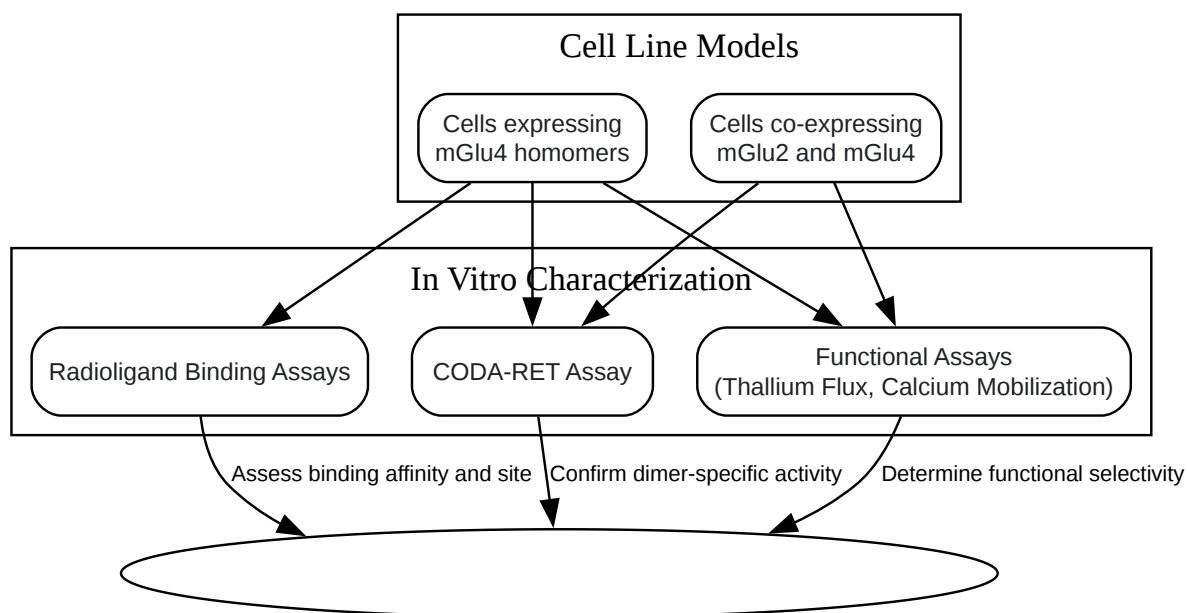 Cell Line Models
Cells expressing
mGlu4 homomers
Cells co-expressing
mGlu2 and mGlu4
In Vitro Characterization
Radioligand Binding Assays
CODA-RET Assay
Functional Assays
(Thallium Flux, Calcium Mobilization)
Assess binding affinity and site
Confirm dimer-specific activity
Determine functional selectivity